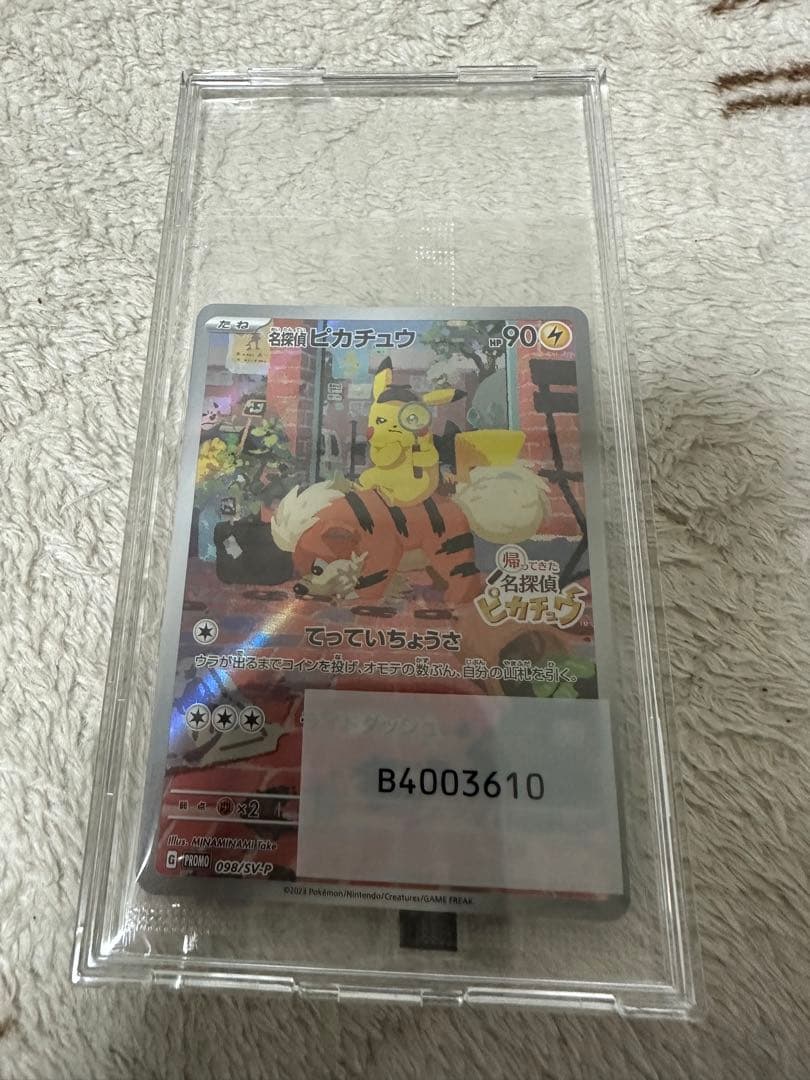 たね
名探偵ピカチュウ
HP90
帰ってきた
名探偵
ピカチュウ
てっていちょうさ
ウラが出るまでコインを投げ、オモテの数ぶん、自分の山札を引く。
B4003610
弱点 ×2
Illus. MINAMINAMI Take
G PROMO 098/SV-P
©2023 Pokémon/Nintendo/Creatures/GAME FREAK